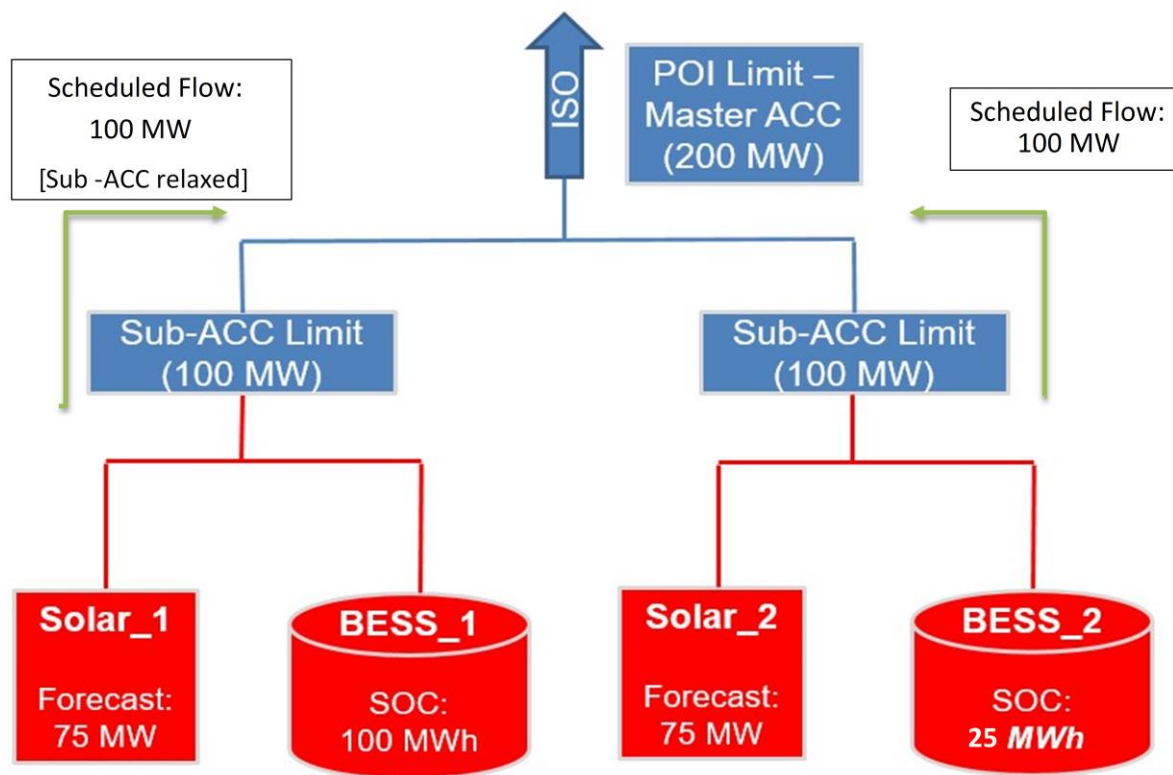 Scheduled Flow:
100 MW
[Sub -ACC relaxed]
ISO
POI Limit –
Master ACC
(200 MW)
Scheduled Flow:
100 MW
Sub-ACC Limit
(100 MW)
Sub-ACC Limit
(100 MW)
Solar_1
Forecast:
75 MW
BESS_1
SOC:
100 MWh
Solar_2
Forecast:
75 MW
BESS_2
SOC:
25 MWh